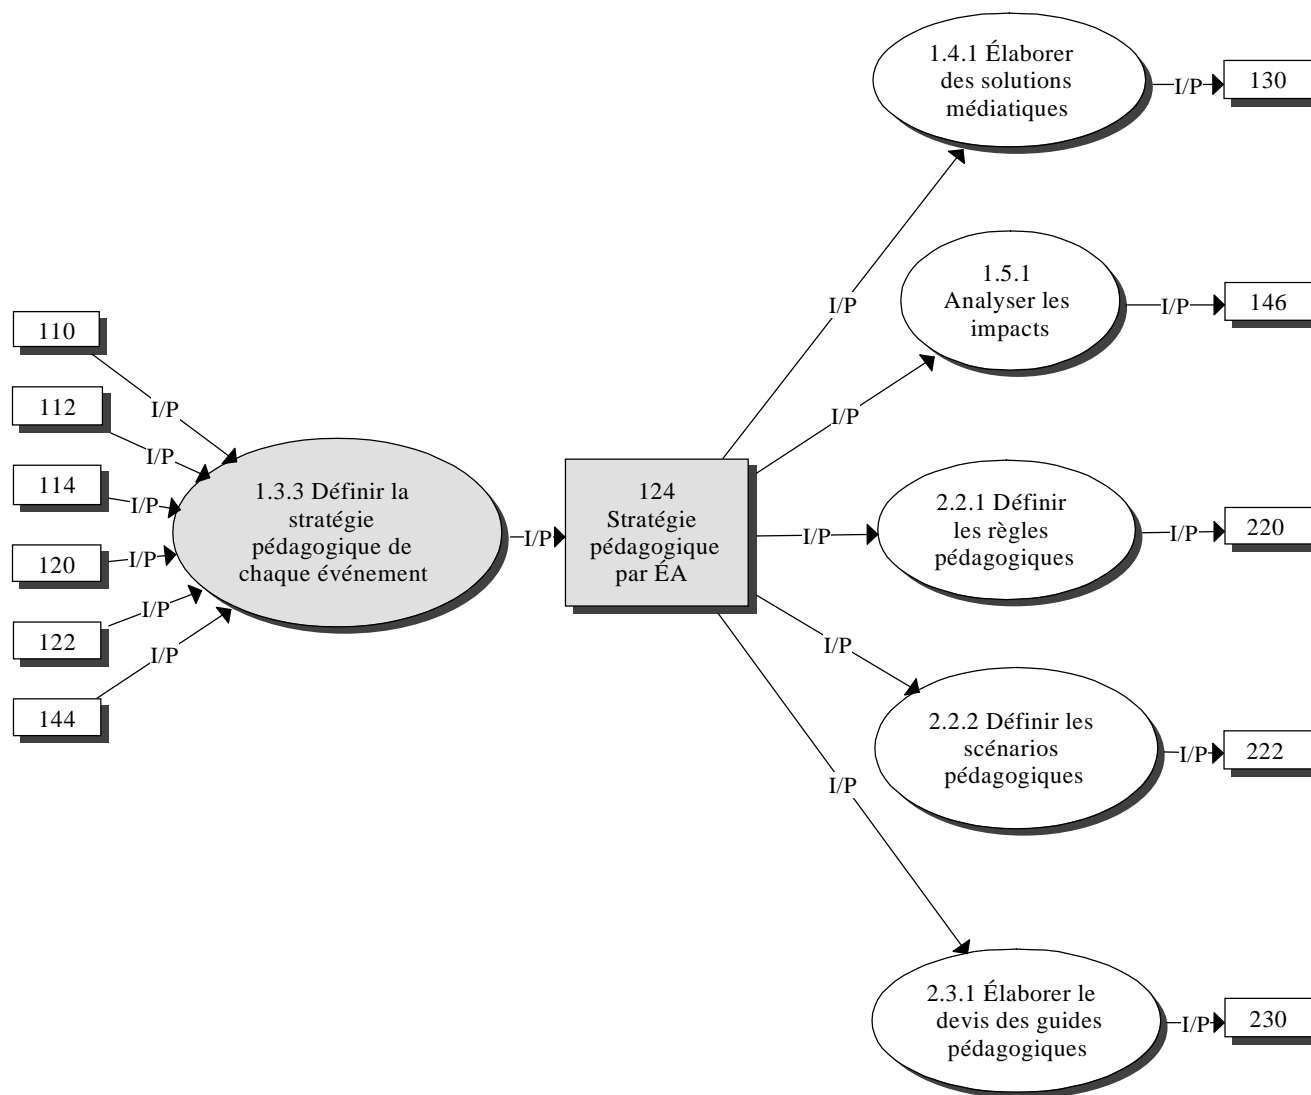 1.4.1 Élaborer
des solutions
médiatiques
I/P
130
1.5.1
Analyser les
impacts
I/P
146
I/P
110
I/P
112
I/P
I/P
114
I/P
1.3.3 Définir la
stratégie
pédagogique de
chaque événement
I/P
124
Stratégie
pédagogique
par ÉA
I/P
2.2.1 Définir
les règles
pédagogiques
I/P
220
120
I/P
122
I/P
144
I/P
I/P
2.2.2 Définir les
scénarios
pédagogiques
I/P
222
I/P
2.3.1 Élaborer le
devis des guides
pédagogiques
I/P
230